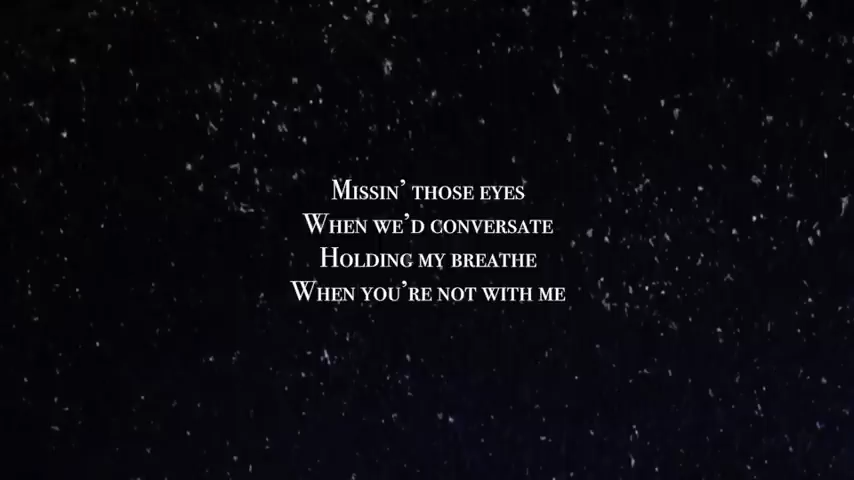 Missin' those eyes
When we'd conversate
Holding my breathe
When you're not with me